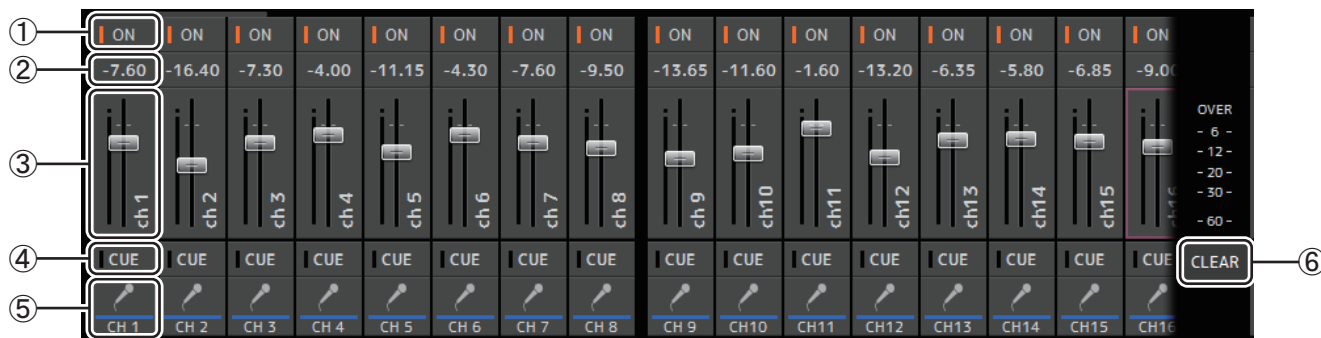 ① ON ON ON ON ON ON ON ON ON ON ON ON ON ON ON ON
② -7.60 -16.40 -7.30 -4.00 -11.15 -4.30 -7.60 -9.50 -13.65 -11.60 -1.60 -13.20 -6.35 -5.80 -6.85 -9.00
OVER
- 6 -
- 12 -
- 20 -
- 30 -
- 60 -
③ ch 1 ch 2 ch 3 ch 4 ch 5 ch 6 ch 7 ch 8 ch 9 ch10 ch11 ch12 ch13 ch14 ch15 ch16
④ CUE CUE CUE CUE CUE CUE CUE CUE CUE CUE CUE CUE CUE CUE CUE CUE CLEAR ⑥
⑤ CH 1 CH 2 CH 3 CH 4 CH 5 CH 6 CH 7 CH 8 CH 9 CH10 CH11 CH12 CH13 CH14 CH15 CH16